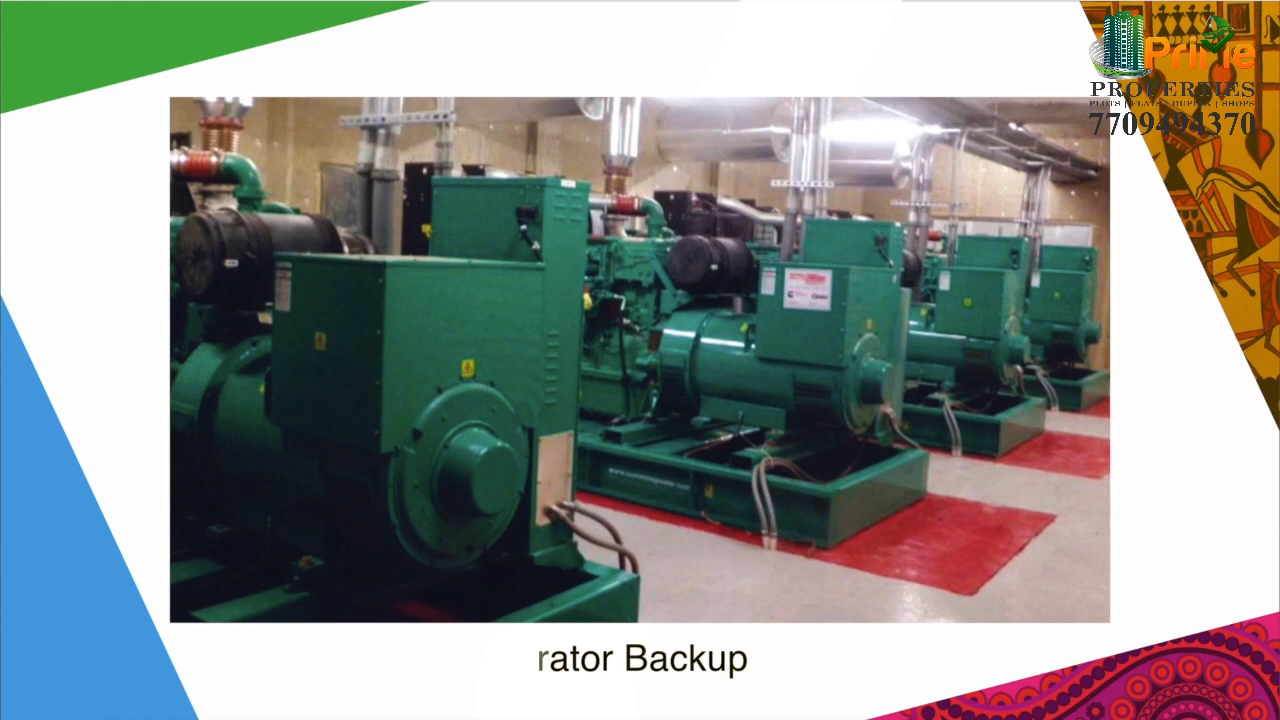 Prime
PROPERTIES
PLOTS | FLATS | DUPLEX | SHOPS
7709494370
rator Backup